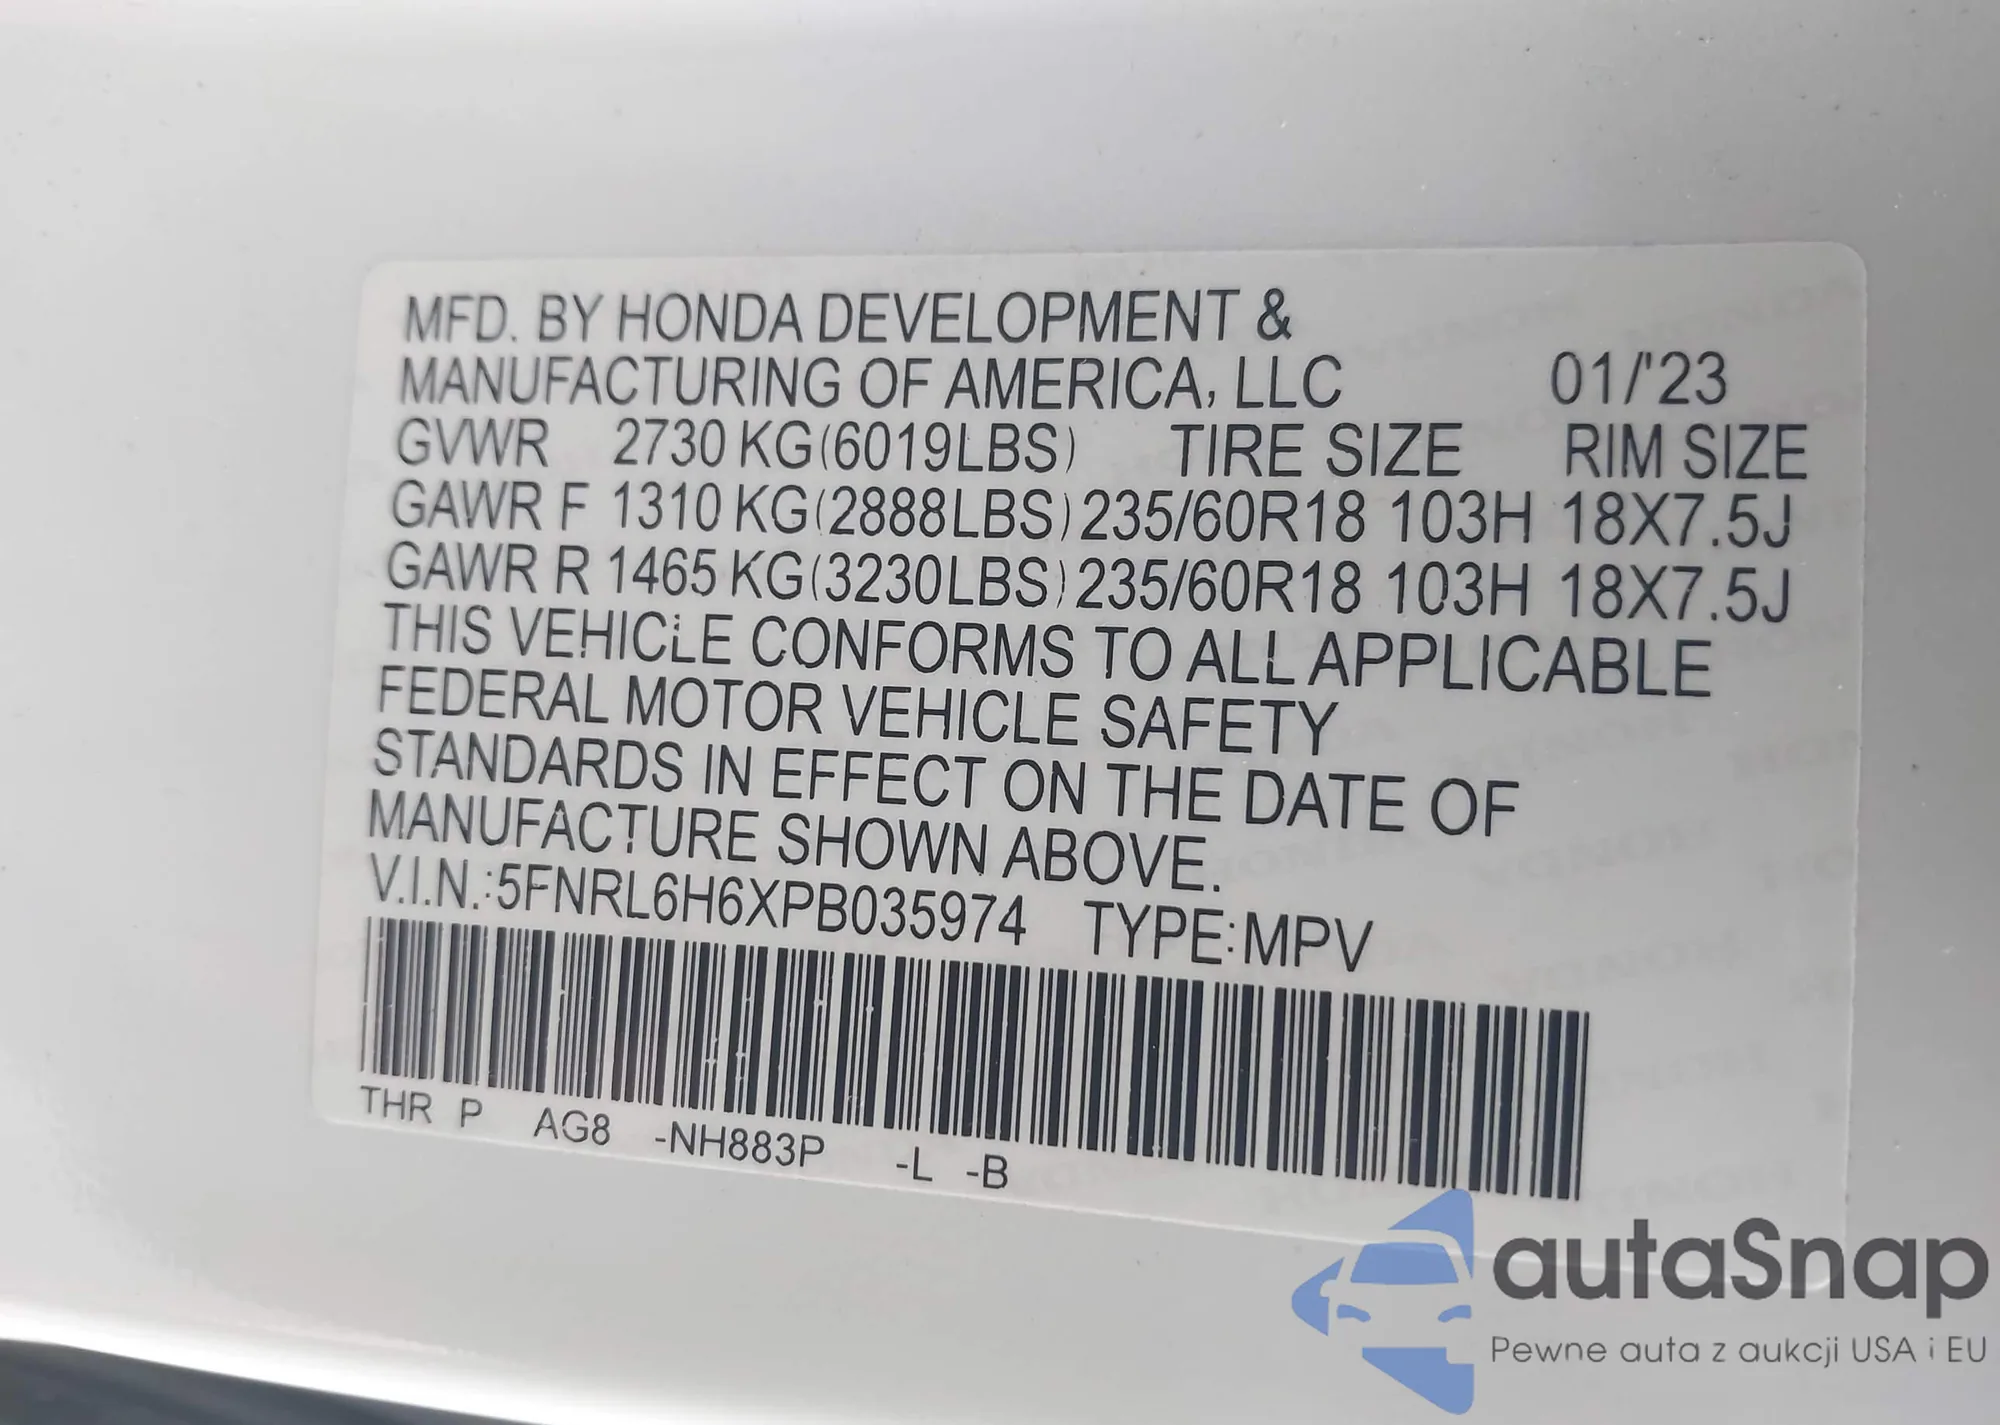 MFD. BY HONDA DEVELOPMENT &
MANUFACTURING OF AMERICA, LLC 01/'23
GVWR 2730 KG(6019LBS) TIRE SIZE RIM SIZE
GAWR F 1310 KG(2888LBS) 235/60R18 103H 18X7.5J
GAWR R 1465 KG(3230LBS) 235/60R18 103H 18X7.5J
THIS VEHICLE CONFORMS TO ALL APPLICABLE
FEDERAL MOTOR VEHICLE SAFETY
STANDARDS IN EFFECT ON THE DATE OF
MANUFACTURE SHOWN ABOVE.
V.I.N.:5FNRL6H6XPB035974 TYPE:MPV
THR P AG8 -NH883P -L -B
autaSnap
Pewne auta z aukcji USA i EU